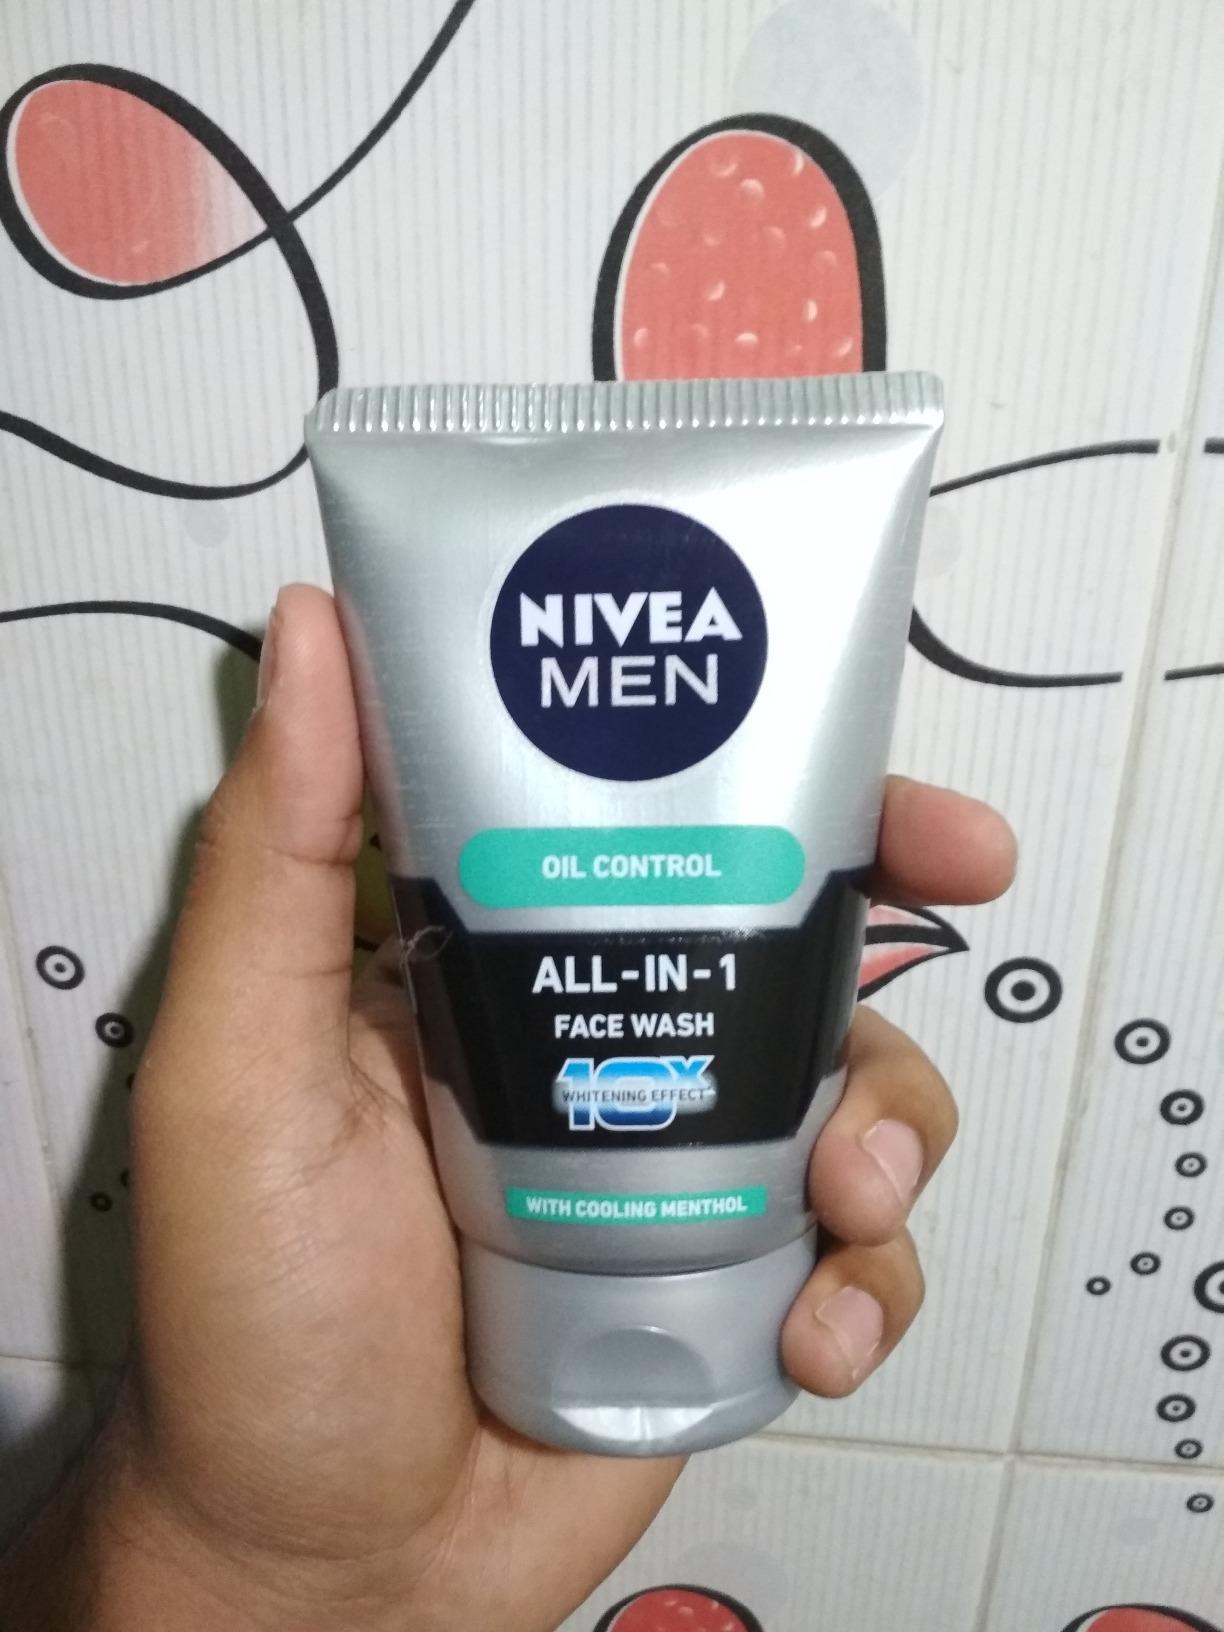 NIVEA
MEN
OIL CONTROL
ALL-IN-1
FACE WASH
10X
WHITENING EFFECT
WITH COOLING MENTHOL